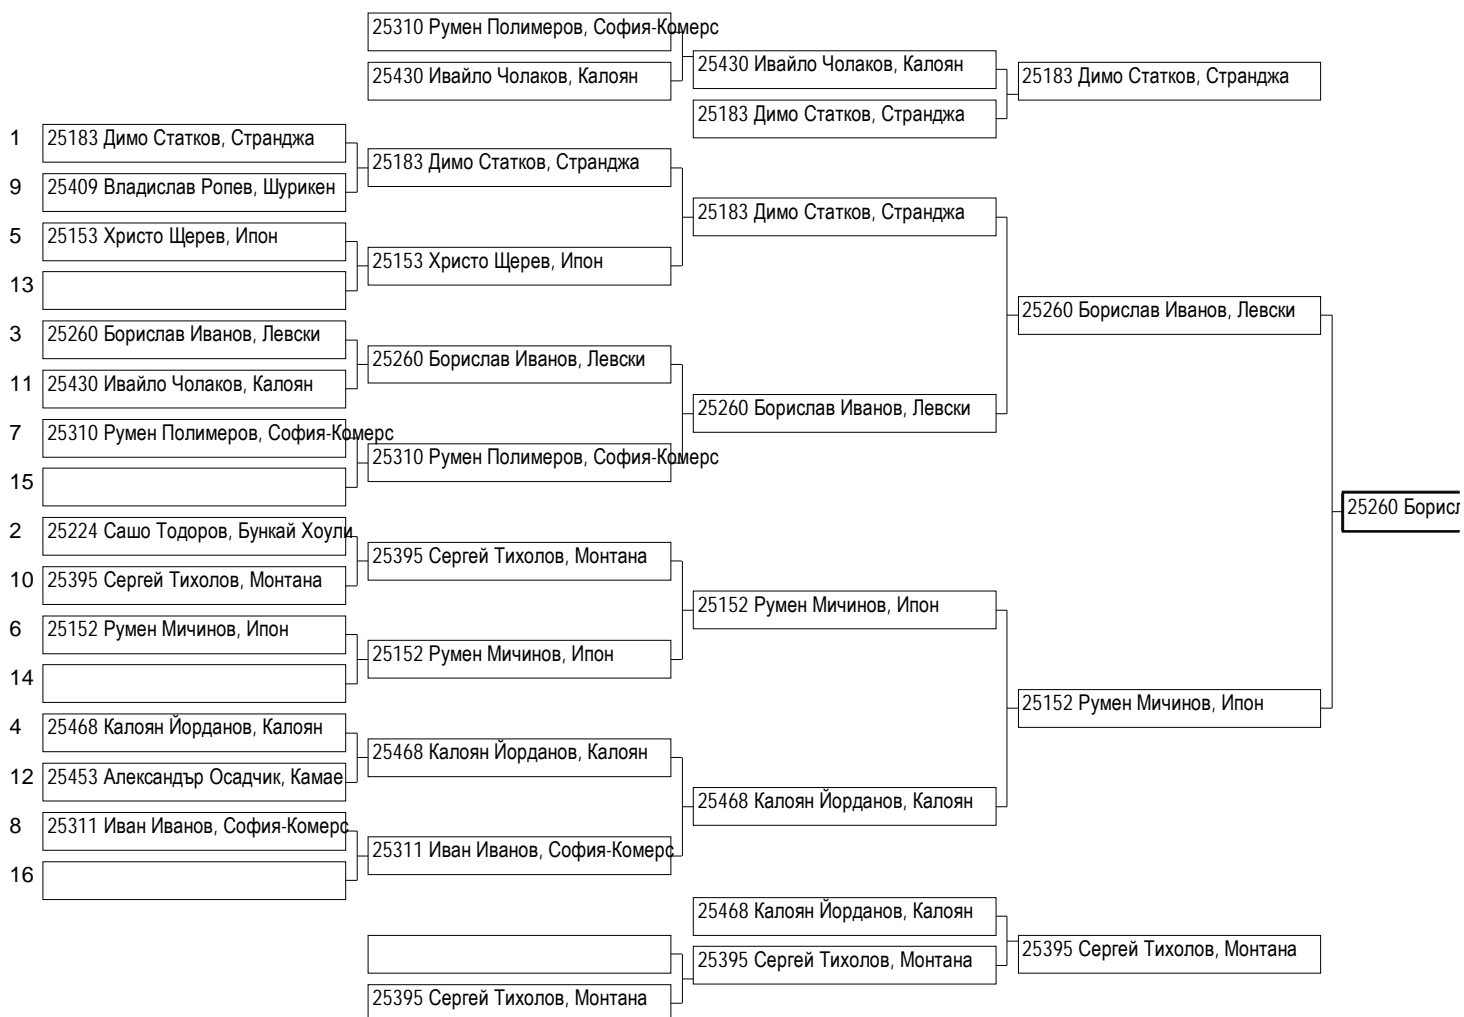 25310 Румен Полимеров, София-Комерс
25430 Ивайло Чолаков, Калоян
25430 Ивайло Чолаков, Калоян
25183 Димо Статков, Странджа
25183 Димо Статков, Странджа
1 25183 Димо Статков, Странджа
9 25409 Владислав Ропев, Шурикен
5 25153 Христо Щерев, Ипон
13
3 25260 Борислав Иванов, Левски
11 25430 Ивайло Чолаков, Калоян
7 25310 Румен Полимеров, София-Комерс
15
2 25224 Сашо Тодоров, Бункай Хоули
10 25395 Сергей Тихолов, Монтана
6 25152 Румен Мичинов, Ипон
14
4 25468 Калоян Йорданов, Калоян
12 25453 Александър Осадчик, Камае
8 25311 Иван Иванов, София-Комерс
16
25183 Димо Статков, Странджа
25153 Христо Щерев, Ипон
25260 Борислав Иванов, Левски
25310 Румен Полимеров, София-Комерс
25395 Сергей Тихолов, Монтана
25152 Румен Мичинов, Ипон
25468 Калоян Йорданов, Калоян
25311 Иван Иванов, София-Комерс
25183 Димо Статков, Странджа
25260 Борислав Иванов, Левски
25152 Румен Мичинов, Ипон
25468 Калоян Йорданов, Калоян
25260 Борислав Иванов, Левски
25152 Румен Мичинов, Ипон
25260
25395 Сергей Тихолов, Монтана
25468 Калоян Йорданов, Калоян
25395 Сергей Тихолов, Монтана
25395 Сергей Тихолов, Монтана